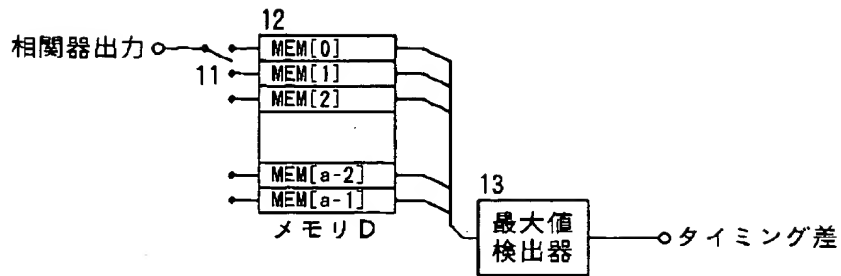 12
相関器出力
MEM[0]
11
MEM[1]
MEM[2]
MEM[a-2]
MEM[a-1]
メモリD
13
最大値
検出器
タイミング差